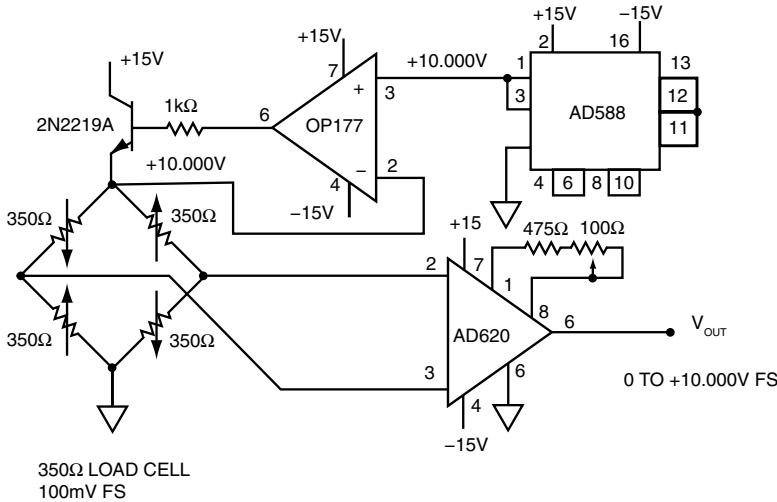 +15V
–15V
+15V
+15V
+10.000V
2
16
13
1
12
3
AD588
11
7
+
3
6
OP177
1kΩ
2N2219A
+10.000V
–
2
4
–15V
4
6
8
10
350Ω
350Ω
350Ω
350Ω
+15
475Ω
100Ω
2
7
1
8
AD620
6
VOUT
3
6
4
–15V
0 TO +10.000V FS
350Ω LOAD CELL
100mV FS